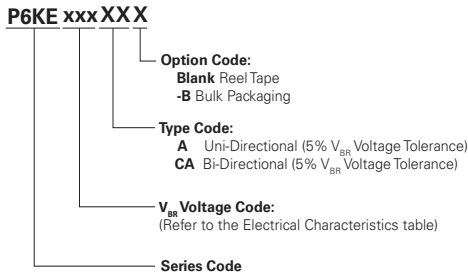 P6KE xxx XX X
Option Code:
Blank Reel Tape
-B Bulk Packaging
Type Code:
A Uni-Directional (5% VBR Voltage Tolerance)
CA Bi-Directional (5% VBR Voltage Tolerance)
VBR Voltage Code:
(Refer to the Electrical Characteristics table)
Series Code